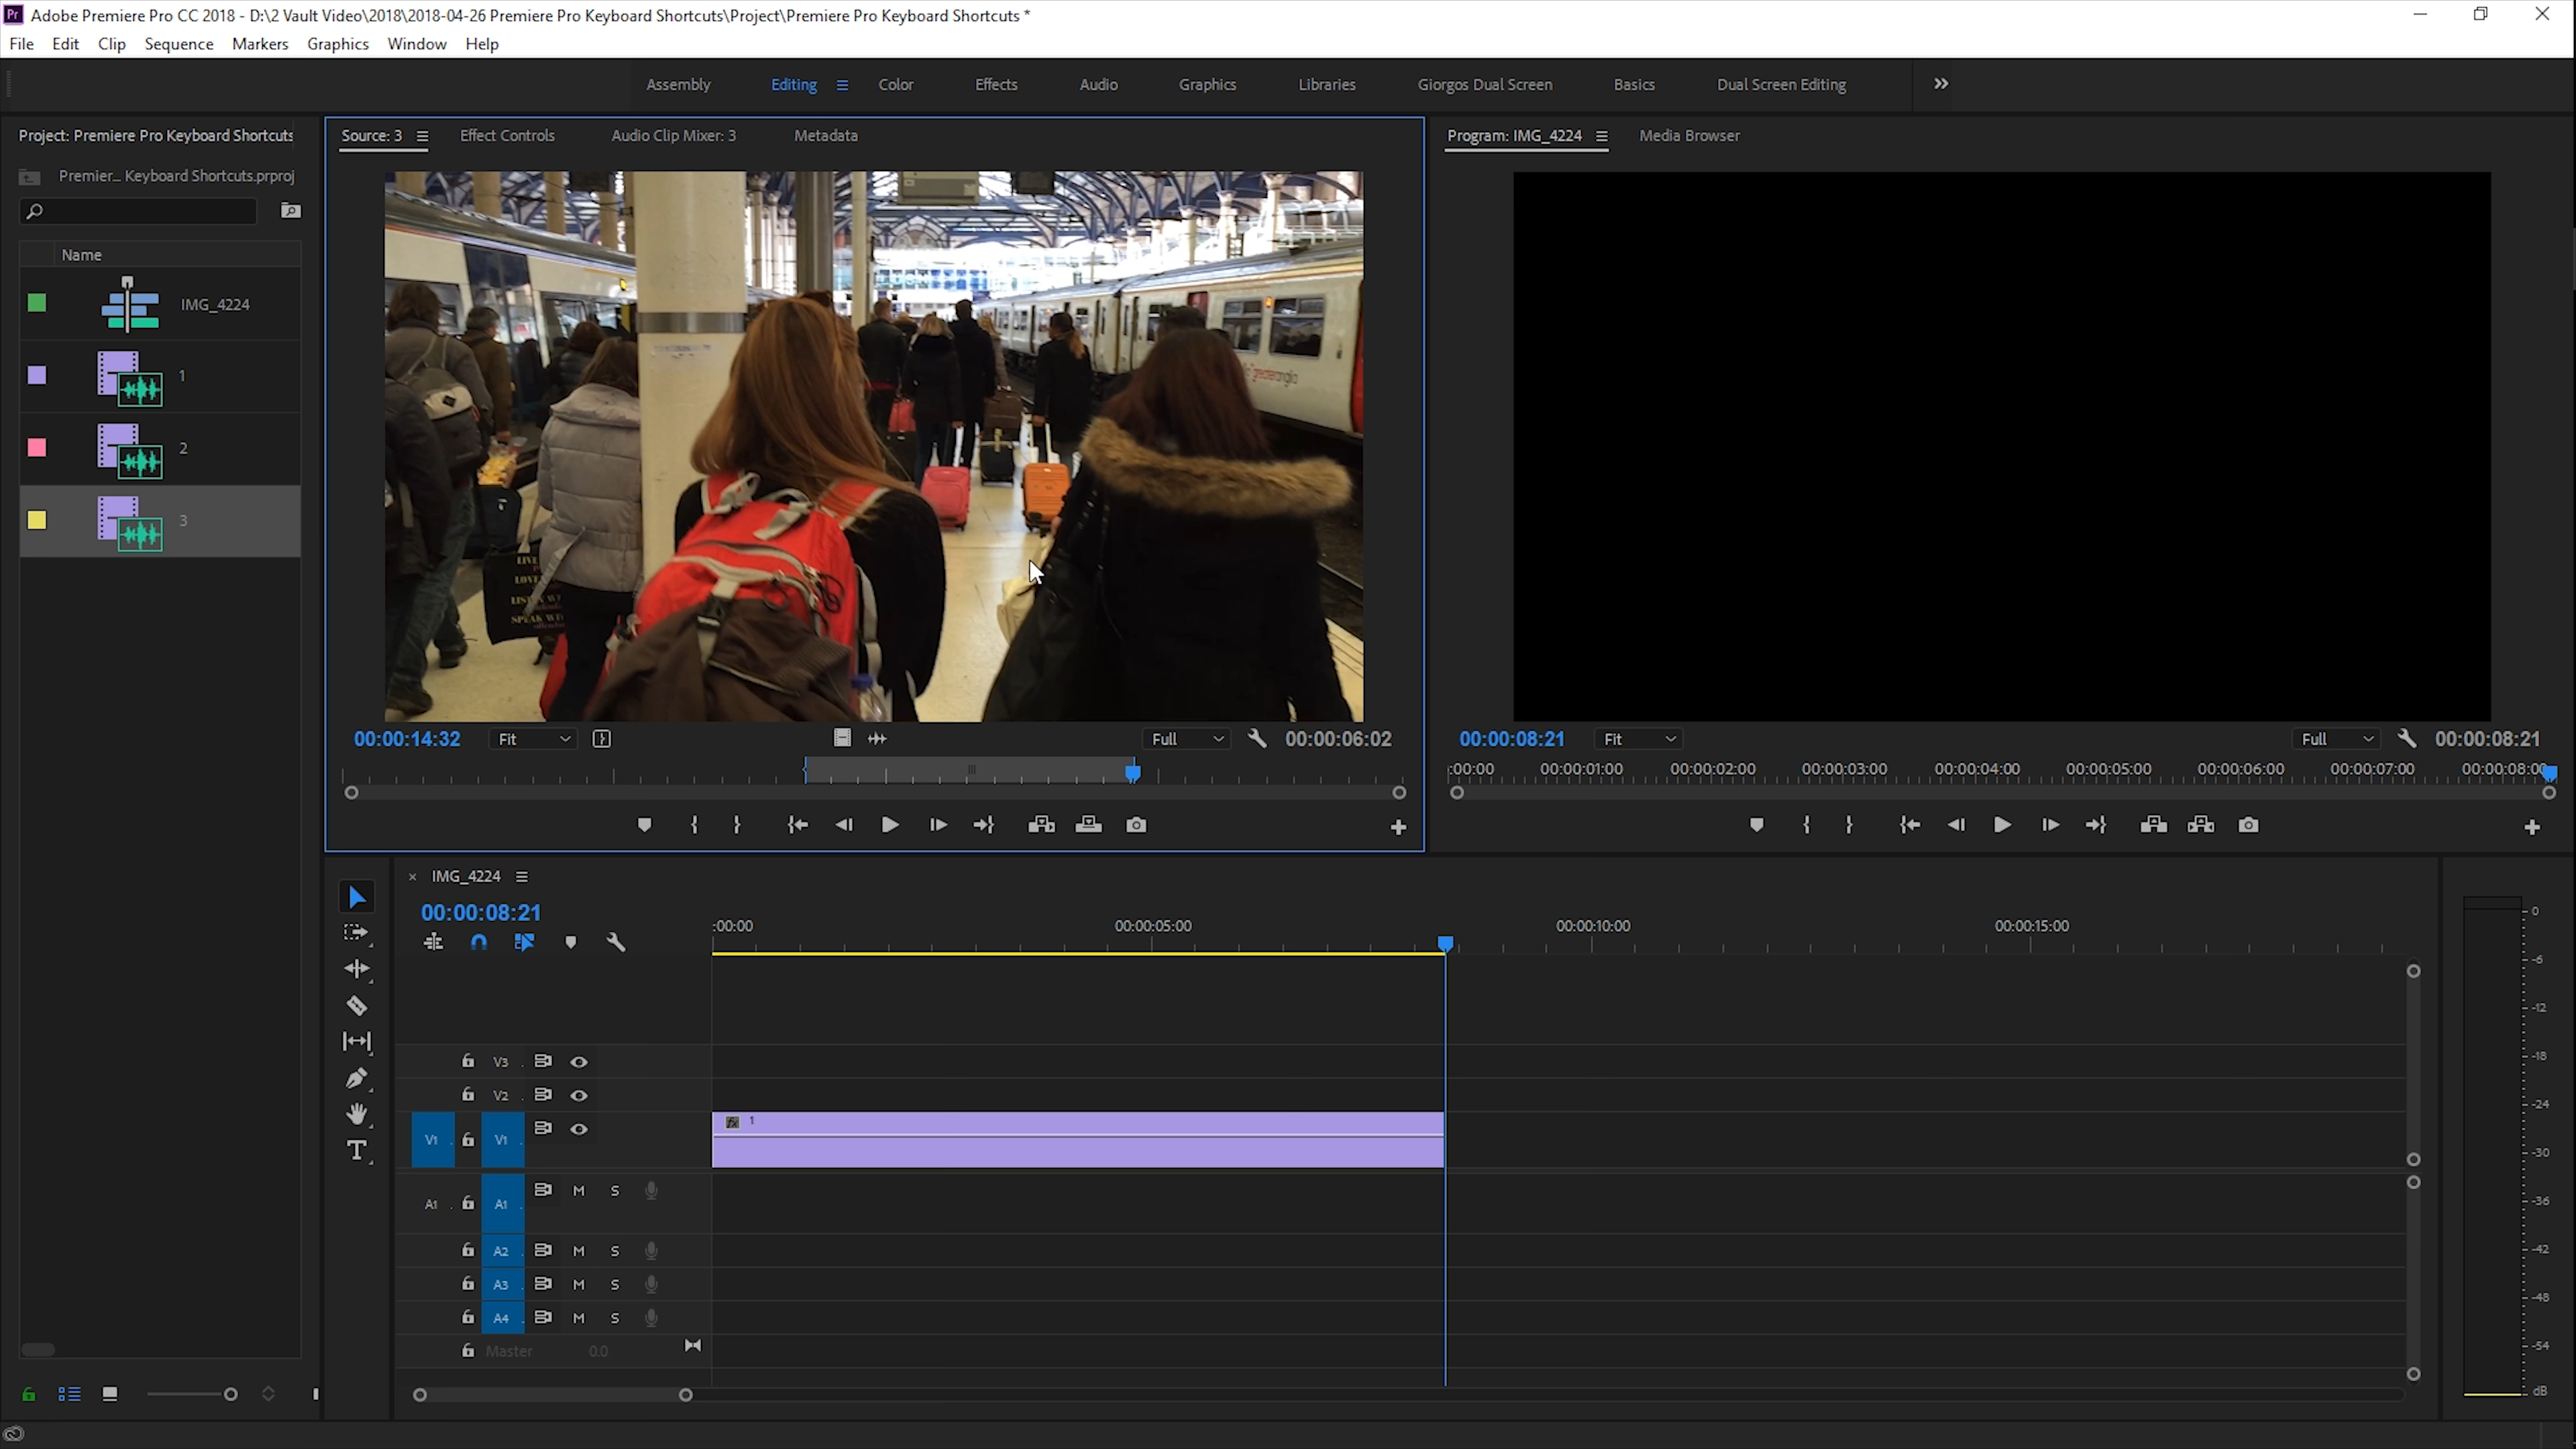 Adobe Premiere Pro CC 2018 - D:\2 Vault Video\2018\2018-04-26 Premiere Pro Keyboard Shortcuts\Project\Premiere Pro Keyboard Shortcuts *
File Edit Clip Sequence Markers Graphics Window Help
Assembly Editing Color Effects Audio Graphics Libraries Giorgos Dual Screen Basics Dual Screen Editing
Project: Premiere Pro Keyboard Shortcuts
Source: 3 Effect Controls Audio Clip Mixer: 3 Metadata
Program: IMG_4224 Media Browser
Premier... Keyboard Shortcuts.prproj
Name
IMG_4224
1
2
3
greateranglia
LIVE
LOVE
SPEAK
00:00:14:32 Fit Full 00:00:06:02
00:00:08:21 Fit Full 00:00:08:21
:00:00 00:00:01:00 00:00:02:00 00:00:03:00 00:00:04:00 00:00:05:00 00:00:06:00 00:00:07:00 00:00:08:00
IMG_4224
00:00:08:21
:00:00 00:00:05:00 00:00:10:00 00:00:15:00
V3
V2
V1 V1 fx 1
A1 A1 M S
A2 M S
A3 M S
A4 M S
Master 0.0
0
-6
-12
-18
-24
-30
-36
-42
-48
-54
dB